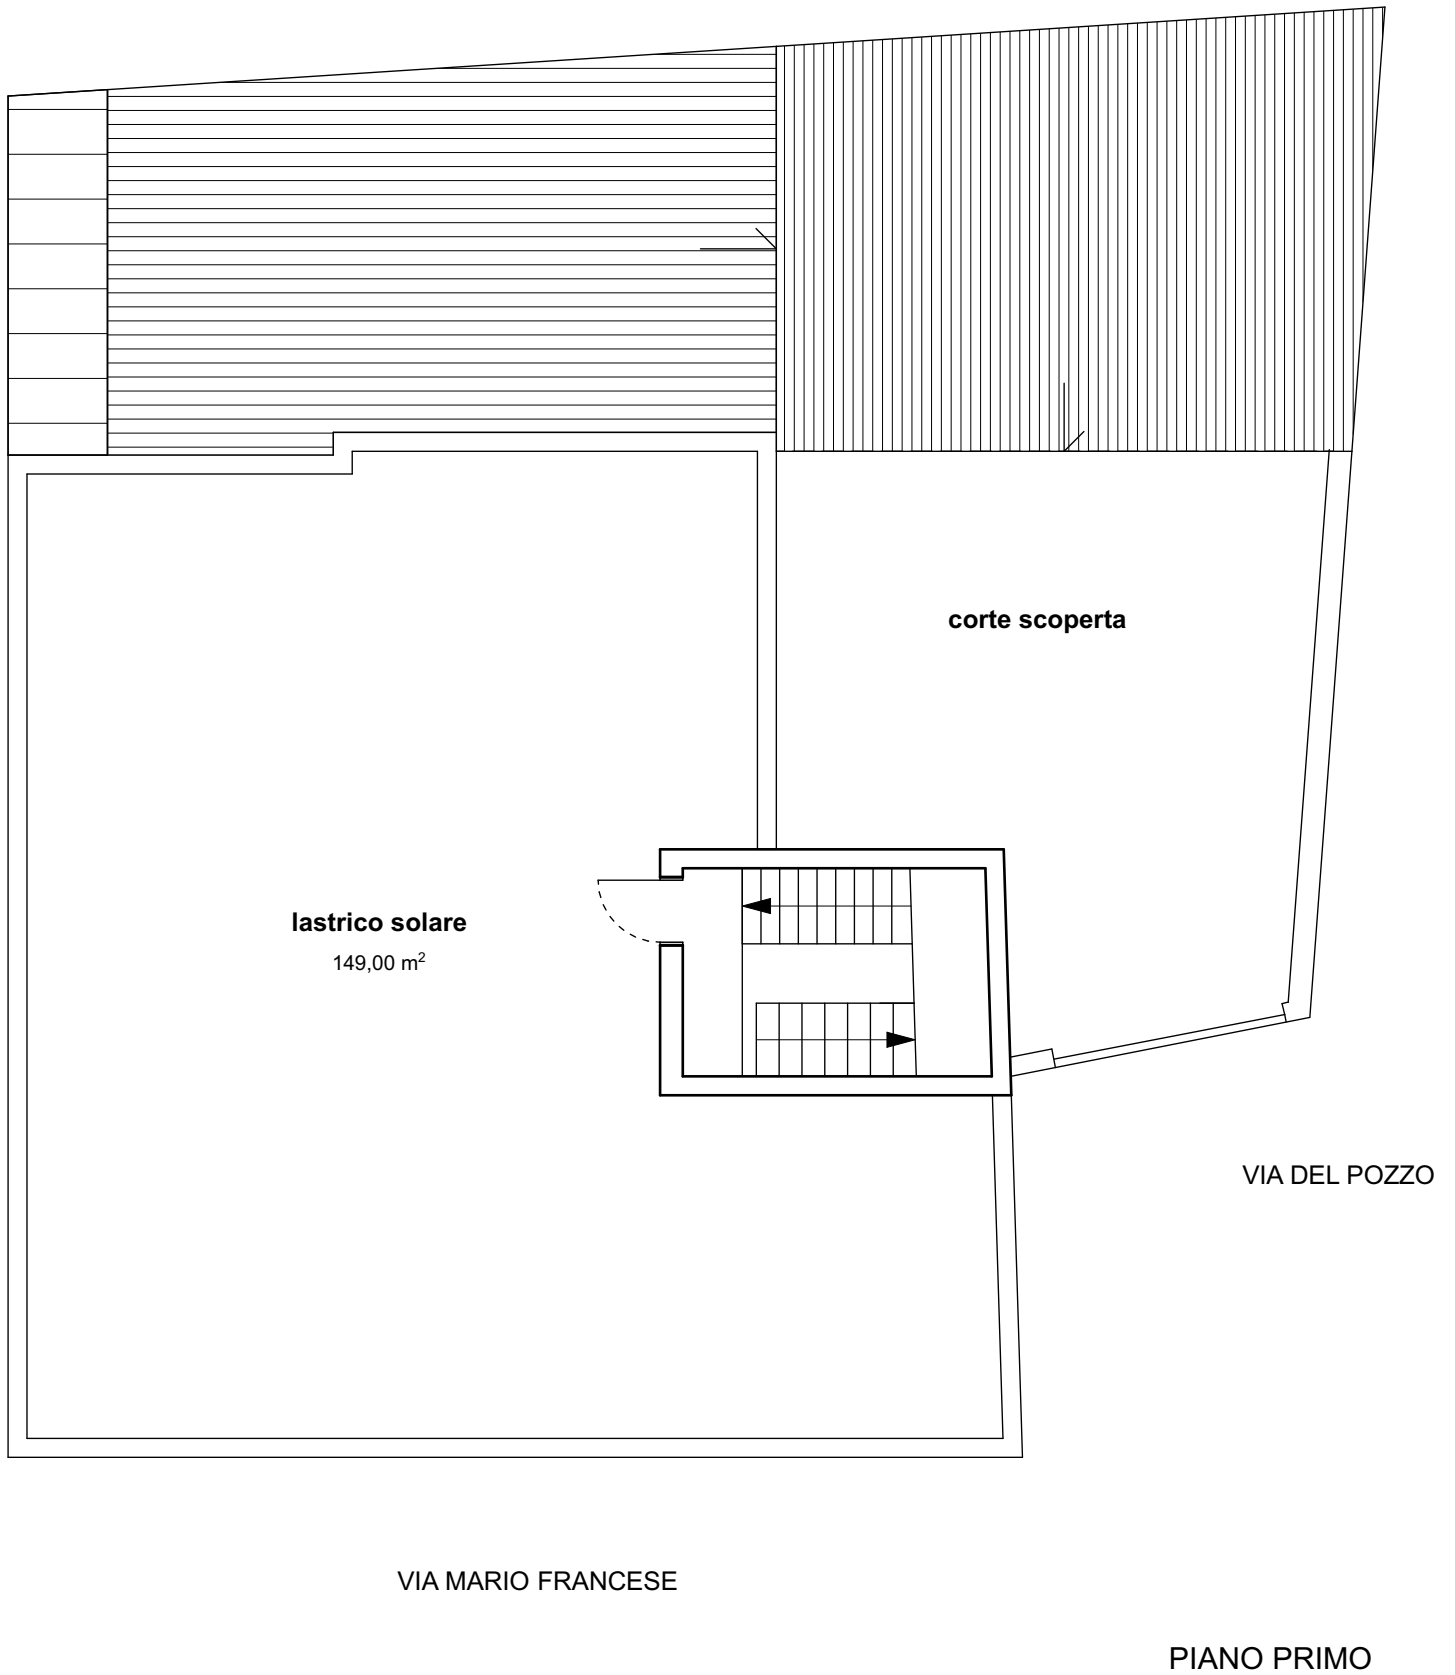 corte scoperta
lastrico solare
149,00 m²
VIA DEL POZZO
VIA MARIO FRANCESE
PIANO PRIMO